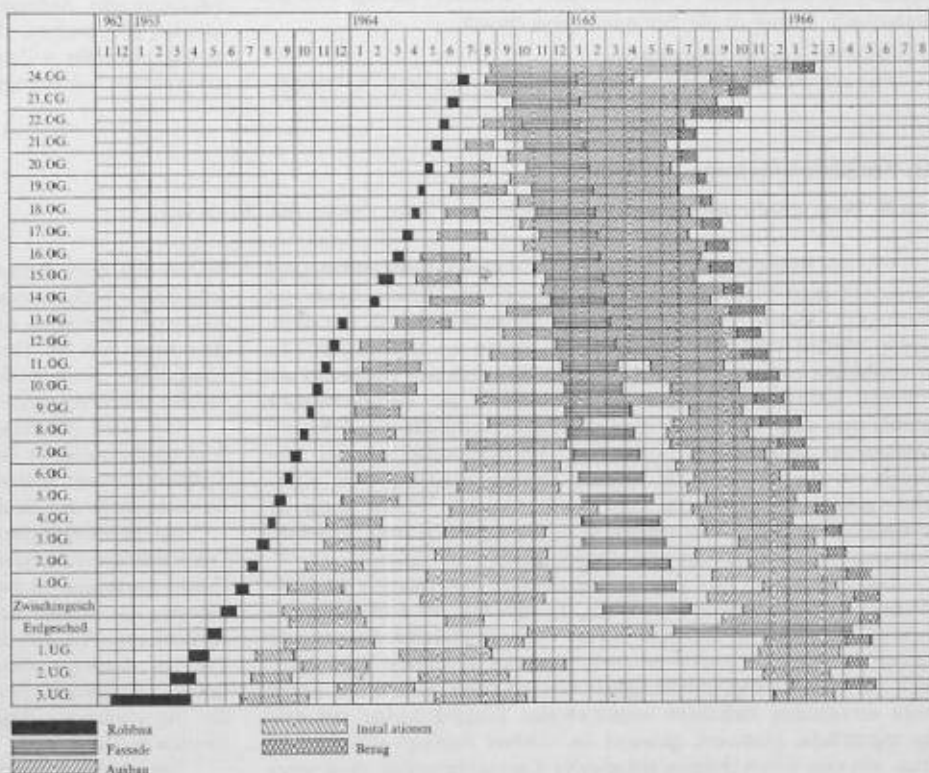 1962 1963 1964 1965 1966
11 12 1 2 3 4 5 6 7 8 9 10 11 12 1 2 3 4 5 6 7 8 9 10 11 12 1 2 3 4 5 6 7 8 9 10 11 12 1 2 3 4 5 6 7 8
24.OG.
23.OG.
22.OG.
21.OG.
20.OG.
19.OG.
18.OG.
17.OG.
16.OG.
15.OG.
14.OG.
13.OG.
12.OG.
11.OG.
10.OG.
9.OG.
8.OG.
7.OG.
6.OG.
5.OG.
4.OG.
3.OG.
2.OG.
1.OG.
Zwischengesch
Erdgeschoß
1.UG.
2.UG.
3.UG.
Rohbau Installationen
Fassade Bezug
Ausbau